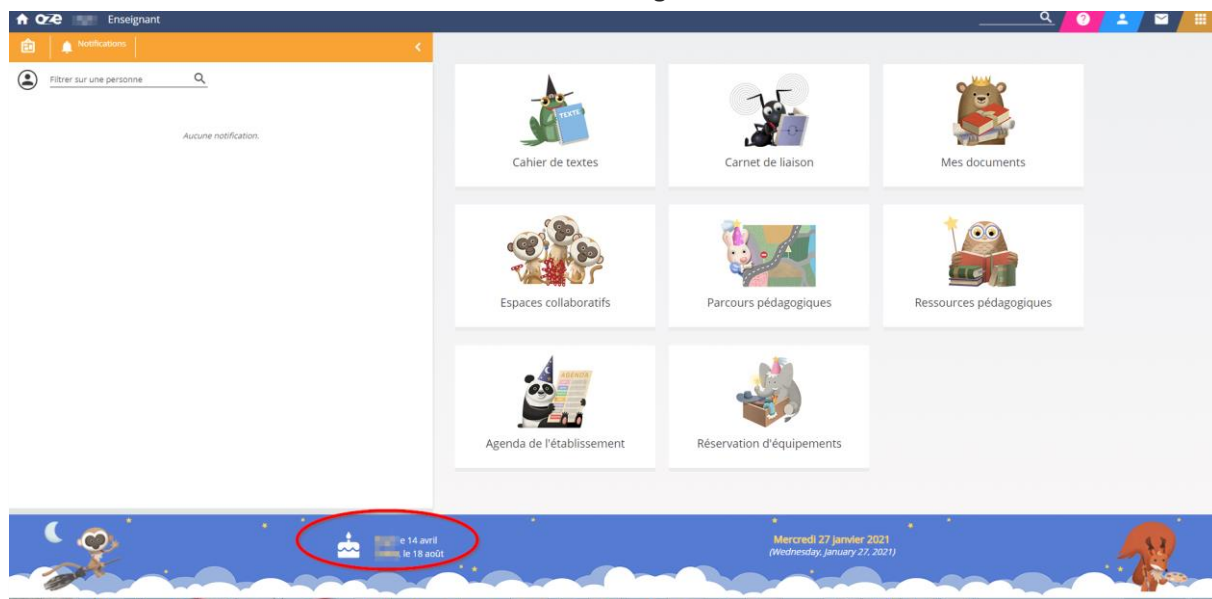 OZE Enseignant
?
Notifications
Filtrer sur une personne
Aucune notification.
TEXTE
Cahier de textes
Carnet de liaison
Mes documents
Espaces collaboratifs
Parcours pédagogiques
Ressources pédagogiques
AGENDA
Agenda de l'établissement
Réservation d'équipements
e 14 avril
le 18 août
Mercredi 27 janvier 2021
(Wednesday, January 27, 2021)